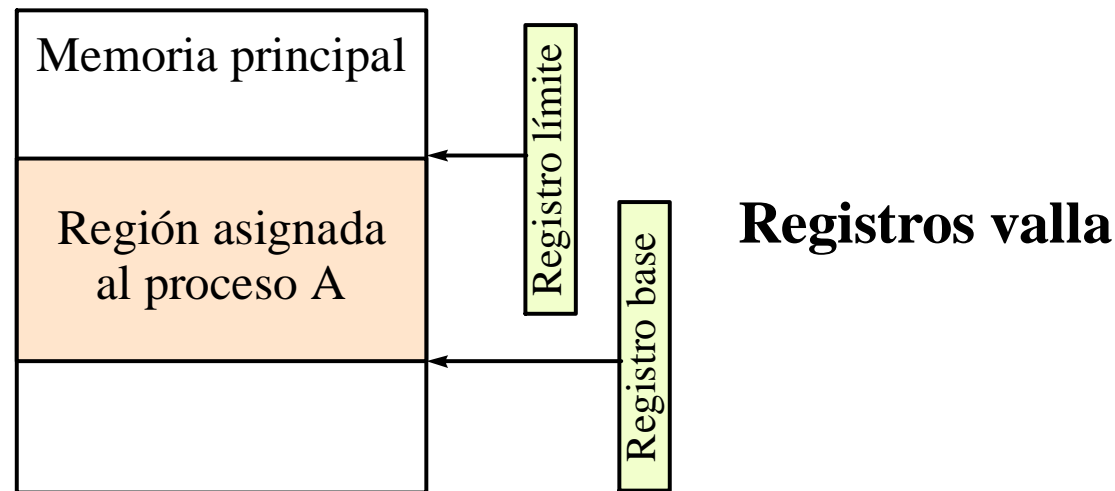 Memoria principal
Registro límite
Región asignada
al proceso A
Registros valla
Registro base